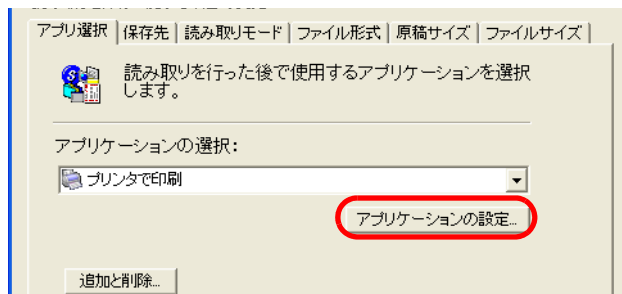 アプリ選択 保存先 読み取りモード ファイル形式 原稿サイズ ファイルサイズ
読み取りを行った後で使用するアプリケーションを選択
します。
アプリケーションの選択:
プリンタで印刷
アプリケーションの設定...
追加と削除...